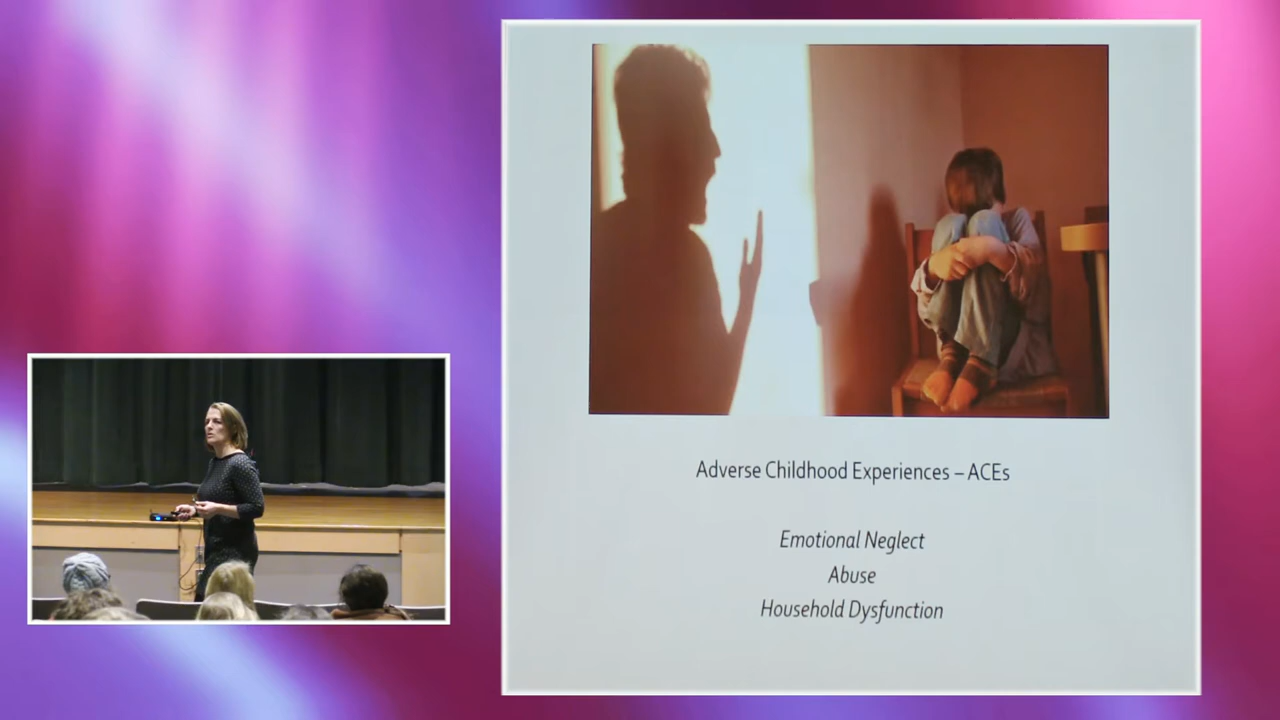 Adverse Childhood Experiences – ACEs
Emotional Neglect
Abuse
Household Dysfunction